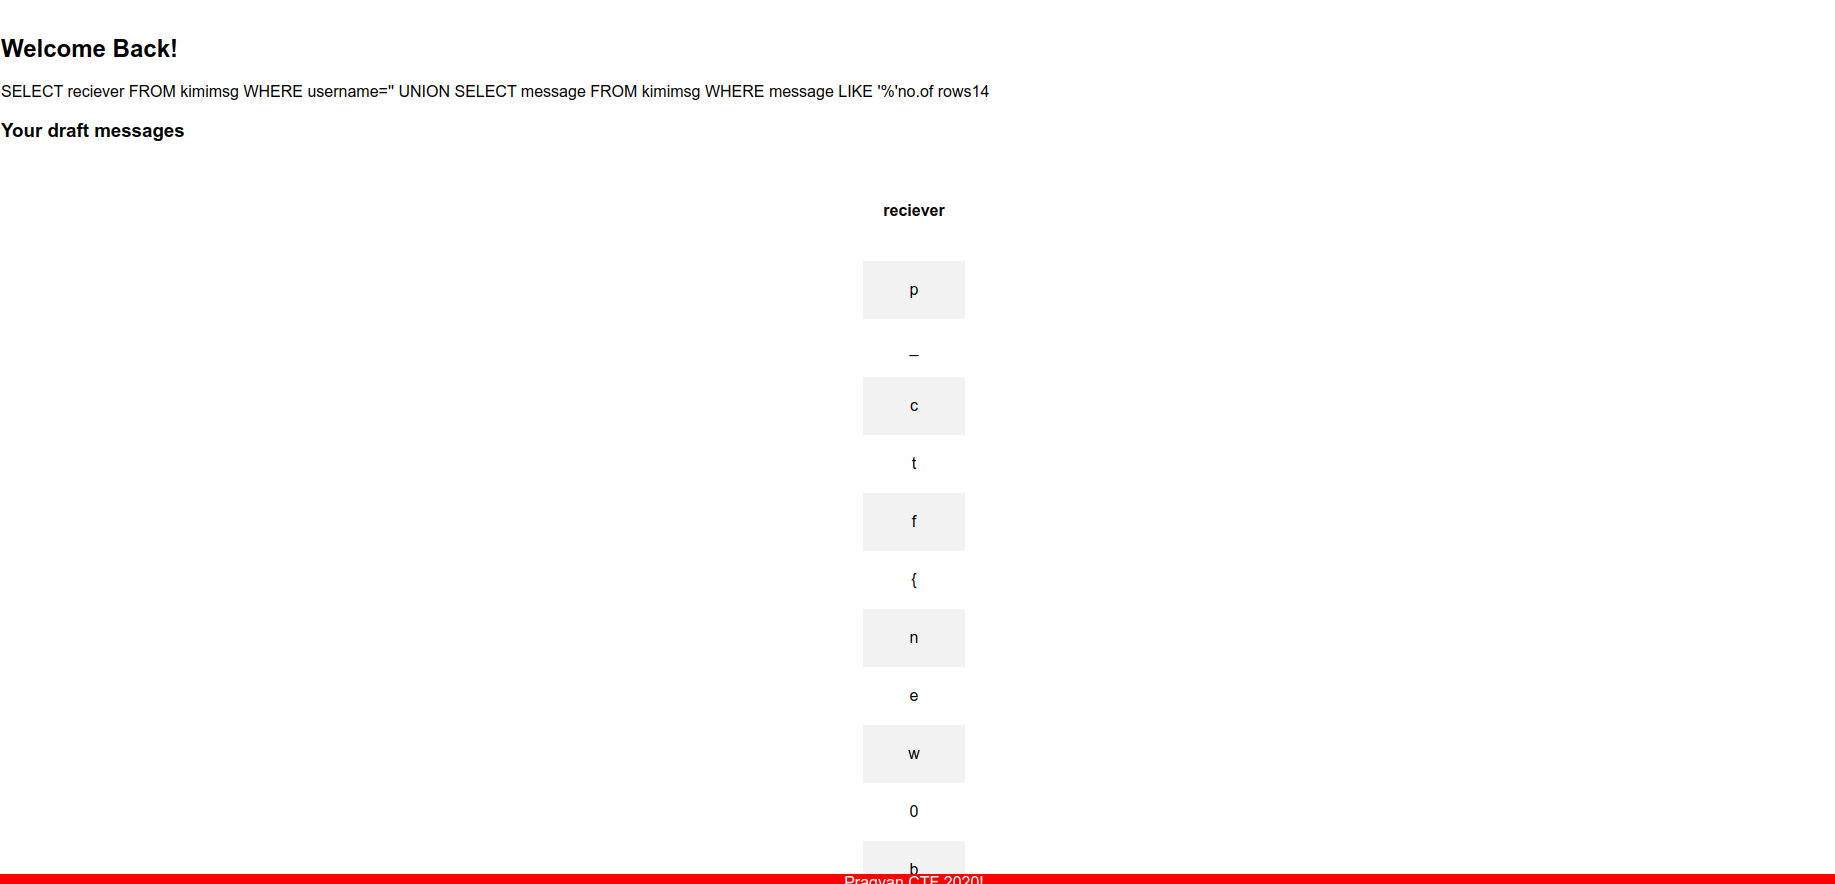 Welcome Back!
SELECT reciever FROM kimimsg WHERE username='' UNION SELECT message FROM kimimsg WHERE message LIKE '%'no.of rows14
Your draft messages
reciever
p
_
c
t
f
{
n
e
w
0
b
Pragyan CTF 2020!